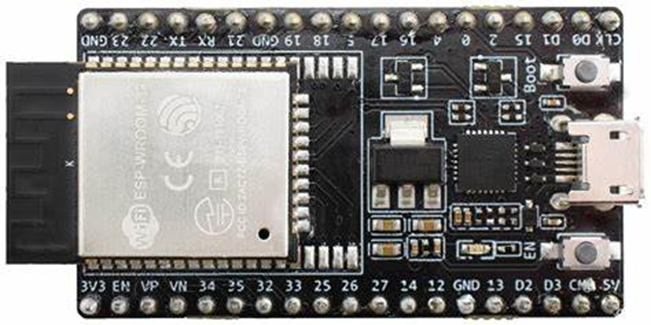 GND 23 22 TX RX 21 GND 19 18 5 17 16 4 0 2 15 D1 D0 CLK
Boot
WiFi ESP-WROOM-32
CE
EN
3V3 EN VP VN 34 35 32 33 25 26 27 14 12 GND 13 D2 D3 CMD 5V